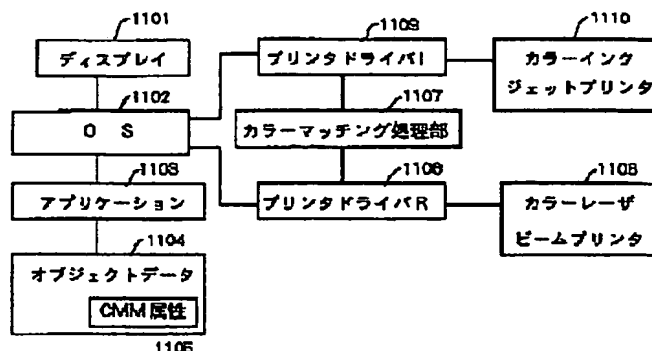 1101
ディスプレイ
1102
O S
1103
アプリケーション
1104
オブジェクトデータ
CMM 属性
1105
1109
プリンタドライバI
1107
カラーマッチング処理部
1106
プリンタドライバR
1110
カラーインク
ジェットプリンタ
1108
カラーレーザ
ビームプリンタ